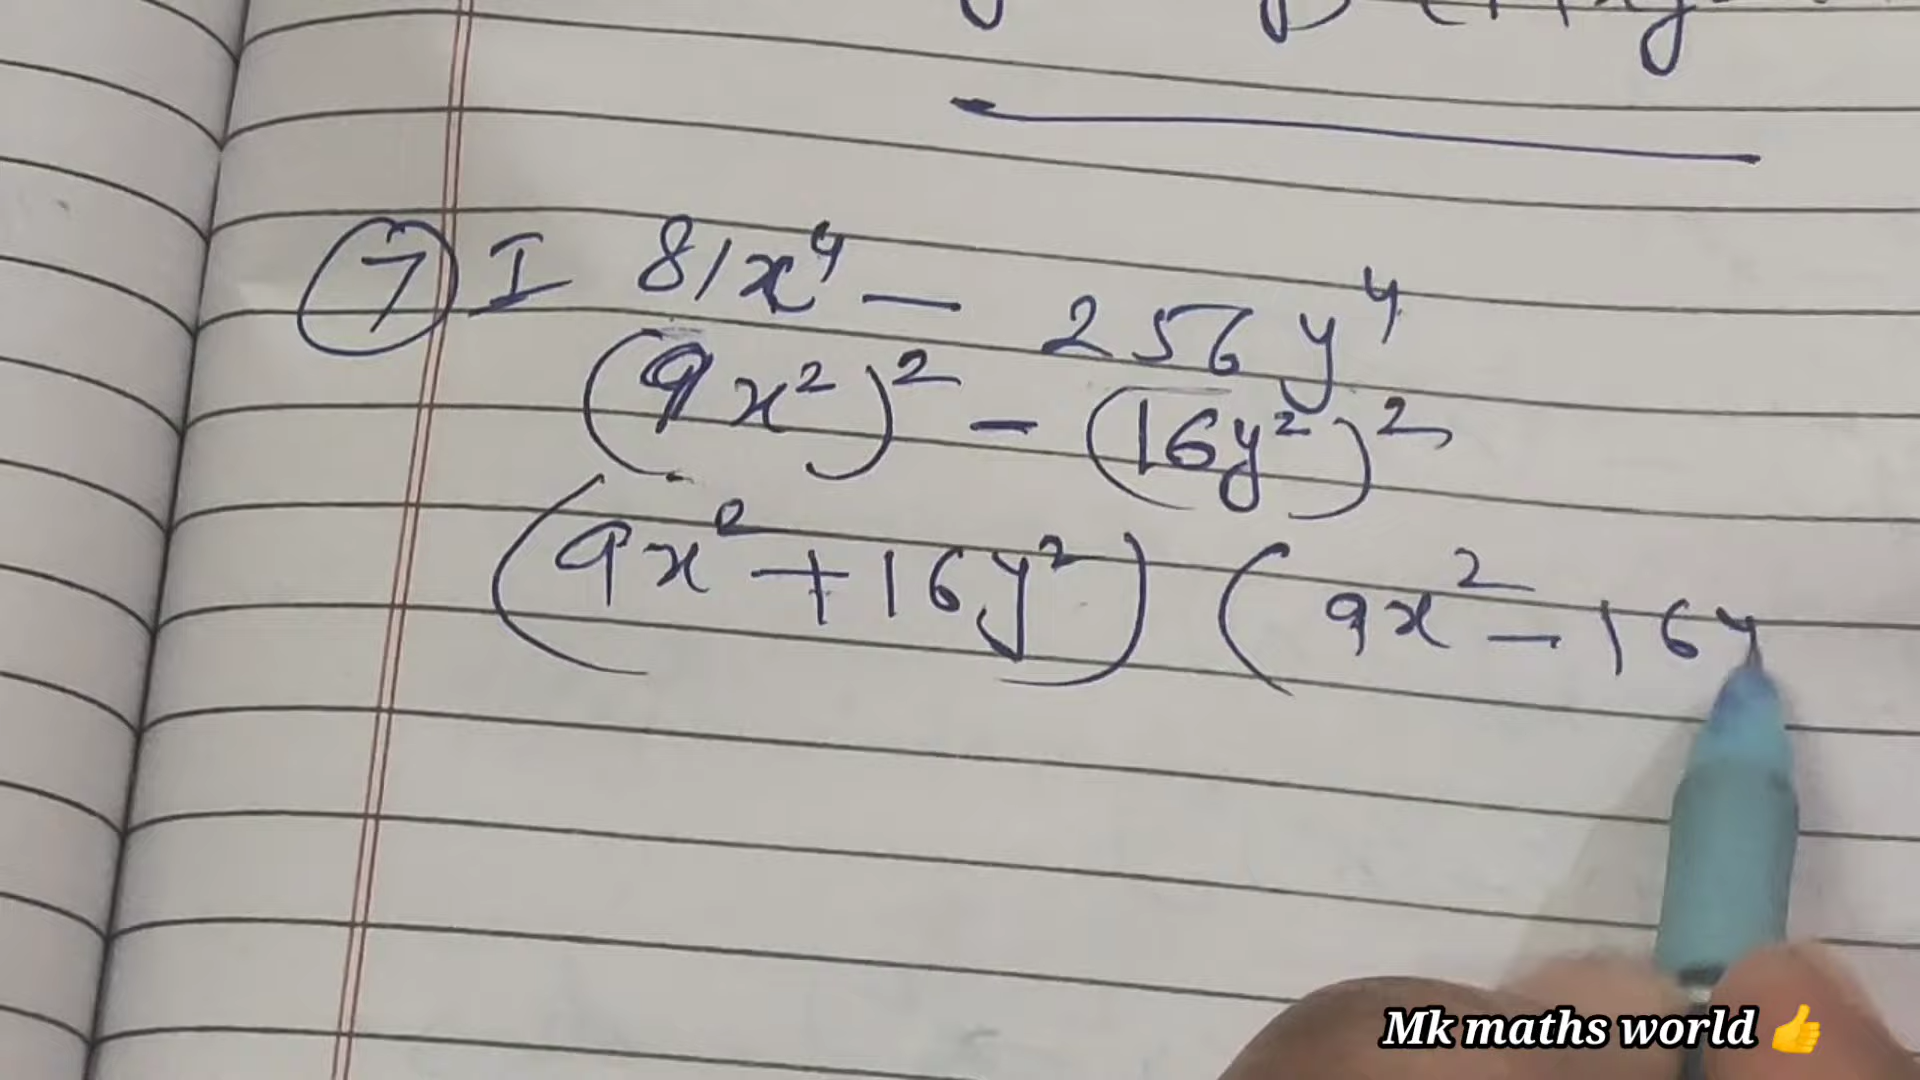 ⑦ I 81x⁴ − 256y⁴
(9x²)² − (16y²)²
(9x² + 16y²) (9x² − 16y
Mk maths world 👍